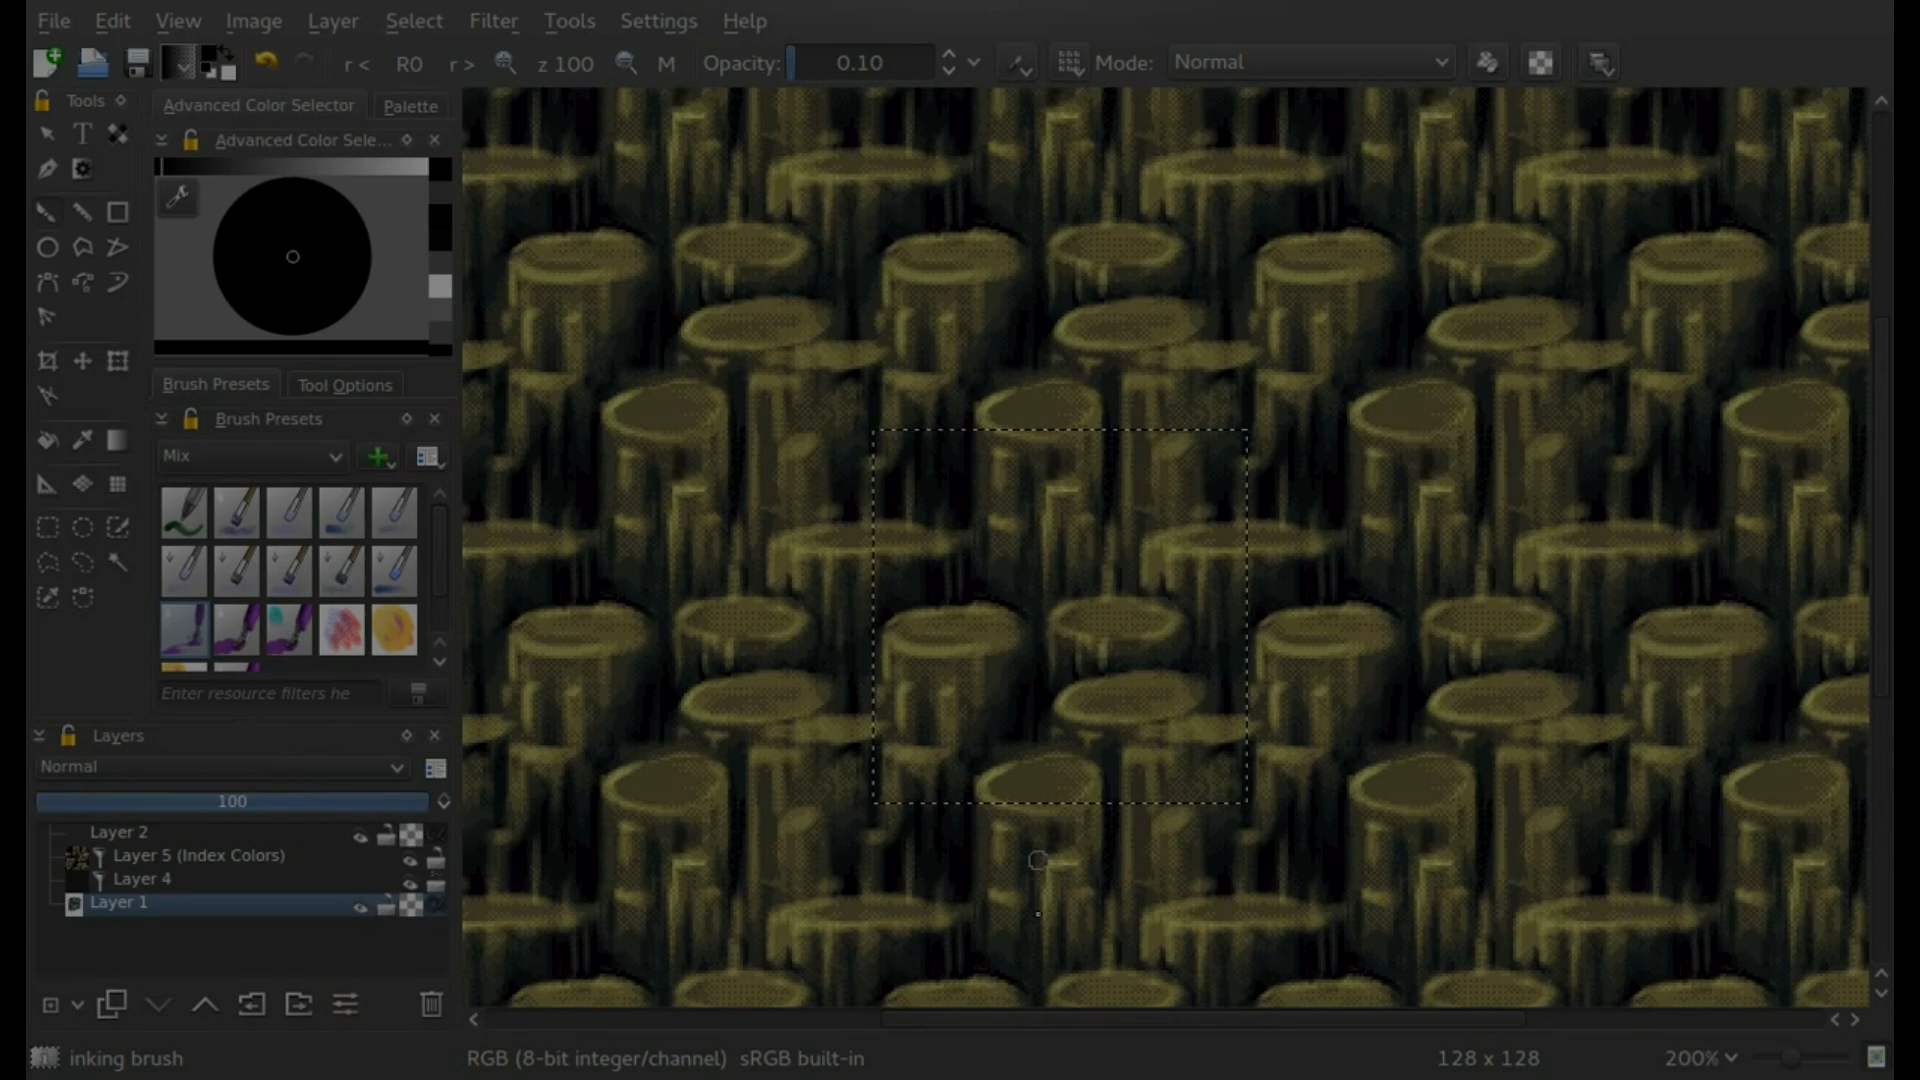 File Edit View Image Layer Select Filter Tools Settings Help
r < R0 r > z 100 M Opacity: 0.10 Mode: Normal
Tools
Advanced Color Selector Palette
Advanced Color Sele...
Brush Presets Tool Options
Brush Presets
Mix
Enter resource filters he
Layers
Normal
100
Layer 2
Layer 5 (Index Colors)
Layer 4
Layer 1
inking brush RGB (8-bit integer/channel) sRGB built-in 128 x 128 200%